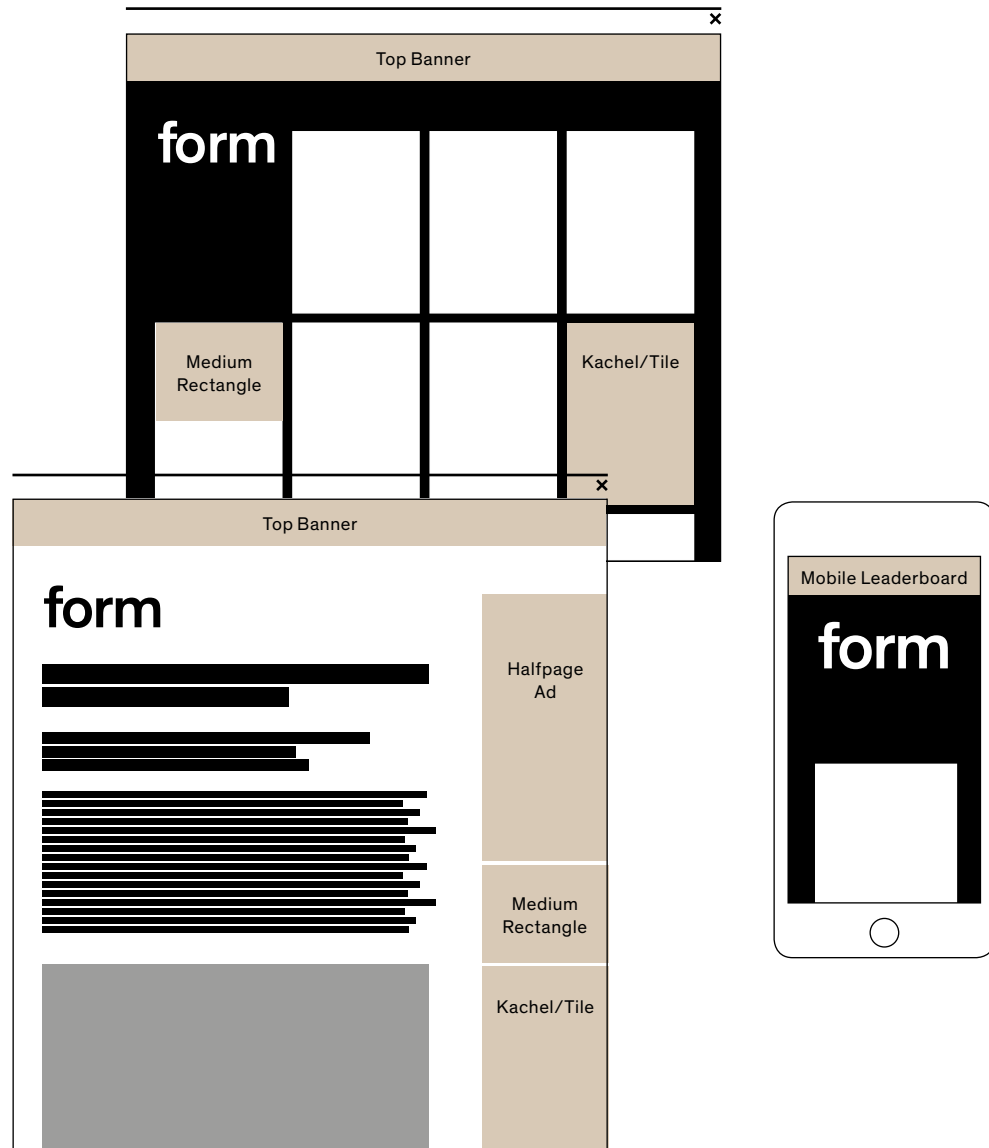 Top Banner
form
Medium
Rectangle
Kachel/Tile
Top Banner
form
Halfpage
Ad
Medium
Rectangle
Kachel/Tile
Mobile Leaderboard
form